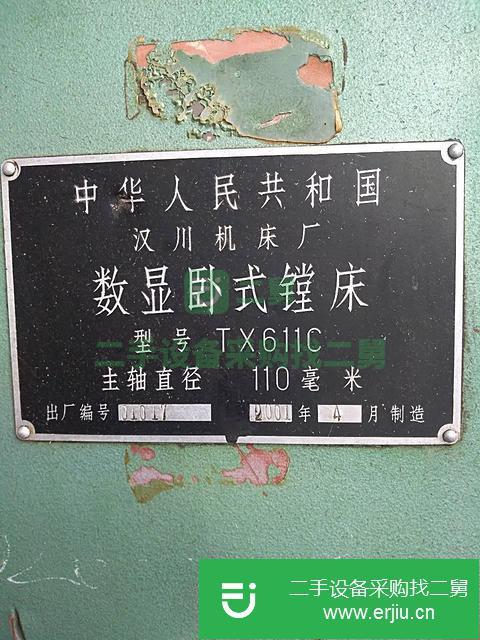 中华人民共和国
汉川机床厂
数显卧式镗床
型号 TX611C
二手设备采购找二舅
主轴直径 110毫米
出厂编号 01017 2001年 4 月制造
二手设备采购找二舅
www.erjiu.cn